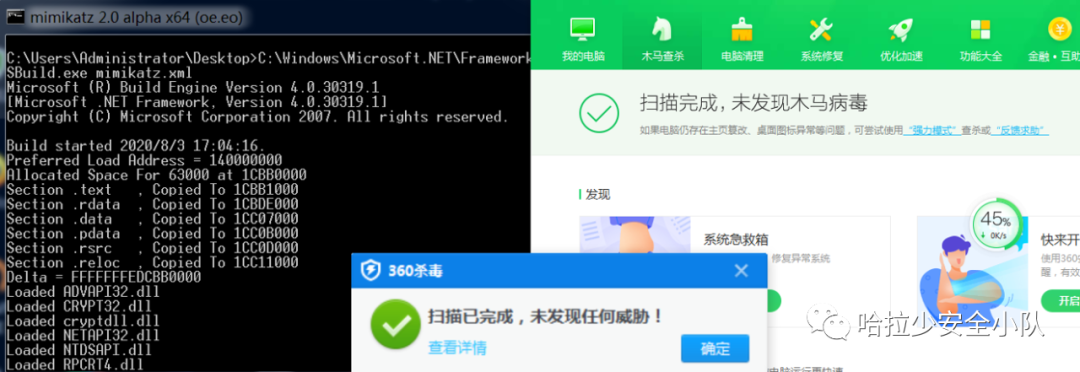 mimikatz 2.0 alpha x64 (oe.eo)
C:\Users\Administrator\Desktop>C:\Windows\Microsoft.NET\Framework
SBuild.exe mimikatz.xml
Microsoft (R) Build Engine Version 4.0.30319.1
[Microsoft .NET Framework, Version 4.0.30319.1]
Copyright (C) Microsoft Corporation 2007. All rights reserved.
Build started 2020/8/3 17:04:16.
Preferred Load Address = 140000000
Allocated Space For 63000 at 1CBB0000
Section .text   , Copied To 1CBB1000
Section .rdata  , Copied To 1CBDE000
Section .data   , Copied To 1CC07000
Section .pdata  , Copied To 1CC0B000
Section .rsrc   , Copied To 1CC0D000
Section .reloc  , Copied To 1CC11000
Delta = FFFFFFFEDCBB0000
Loaded ADVAPI32.dll
Loaded CRYPT32.dll
Loaded cryptdll.dll
Loaded NETAPI32.dll
Loaded NTDSAPI.dll
Loaded RPCRT4.dll
我的电脑 木马查杀 电脑清理 系统修复 优化加速 功能大全 金融·互助
扫描完成，未发现木马病毒
如果电脑仍存在主页篡改、桌面图标异常等问题，可尝试使用“强力模式”查杀或“反馈求助”
发现
系统急救箱
修复异常系统
45%
0K/s
快来开
使用360
醒，有效
开启
360杀毒
扫描已完成，未发现任何威胁！
查看详情
确定
哈拉少安全小队
电脑运行更快速